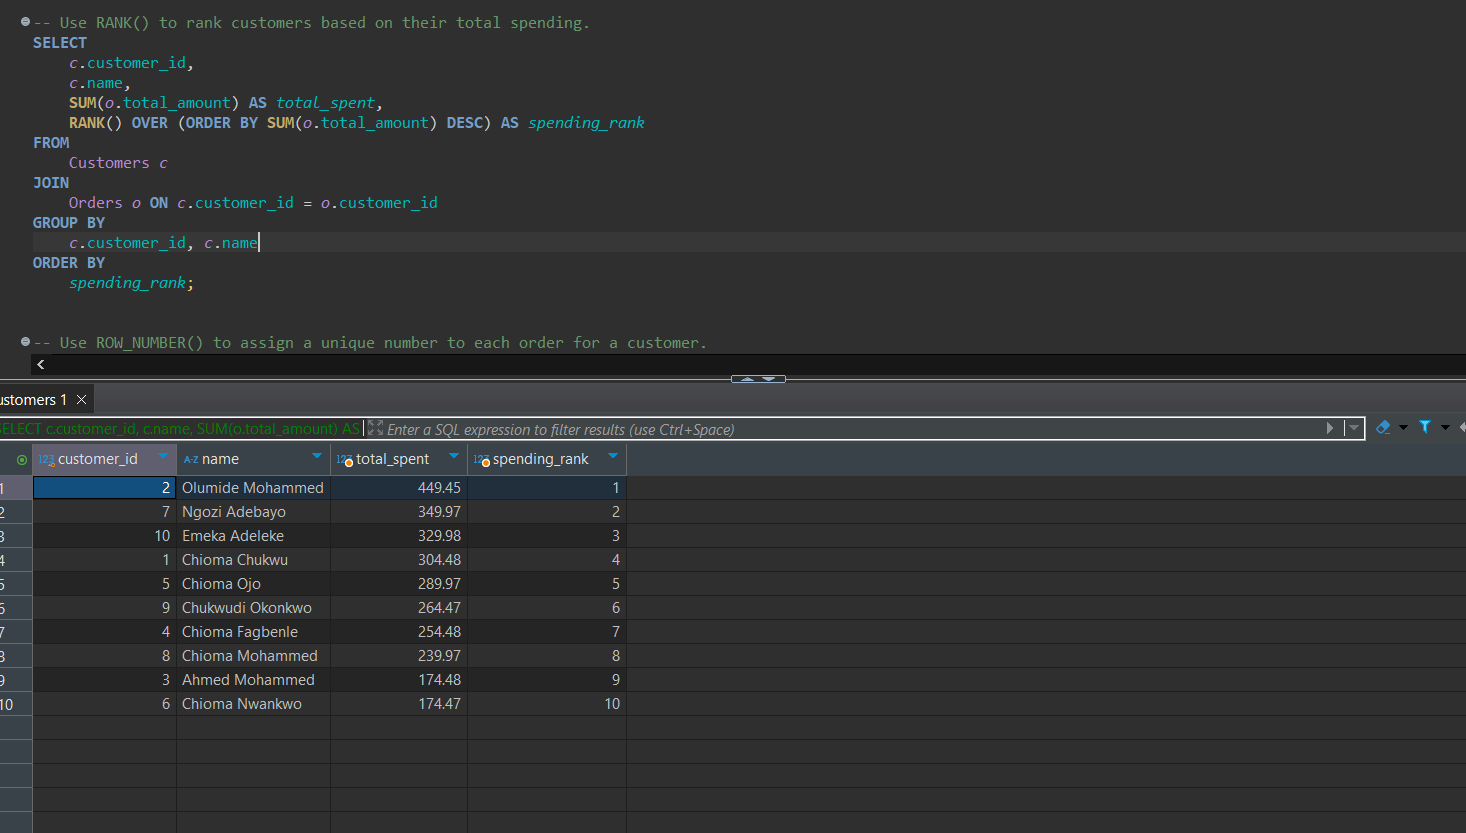 -- Use RANK() to rank customers based on their total spending.
SELECT
c.customer_id,
c.name,
SUM(o.total_amount) AS total_spent,
RANK() OVER (ORDER BY SUM(o.total_amount) DESC) AS spending_rank
FROM
Customers c
JOIN
Orders o ON c.customer_id = o.customer_id
GROUP BY
c.customer_id, c.name
ORDER BY
spending_rank;
-- Use ROW_NUMBER() to assign a unique number to each order for a customer.
ustomers 1
ELECT c.customer_id, c.name, SUM(o.total_amount) AS Enter a SQL expression to filter results (use Ctrl+Space)
123 customer_id A-Z name 123 total_spent 123 spending_rank
1 2 Olumide Mohammed 449.45 1
2 7 Ngozi Adebayo 349.97 2
3 10 Emeka Adeleke 329.98 3
4 1 Chioma Chukwu 304.48 4
5 5 Chioma Ojo 289.97 5
6 9 Chukwudi Okonkwo 264.47 6
7 4 Chioma Fagbenle 254.48 7
8 8 Chioma Mohammed 239.97 8
9 3 Ahmed Mohammed 174.48 9
10 6 Chioma Nwankwo 174.47 10